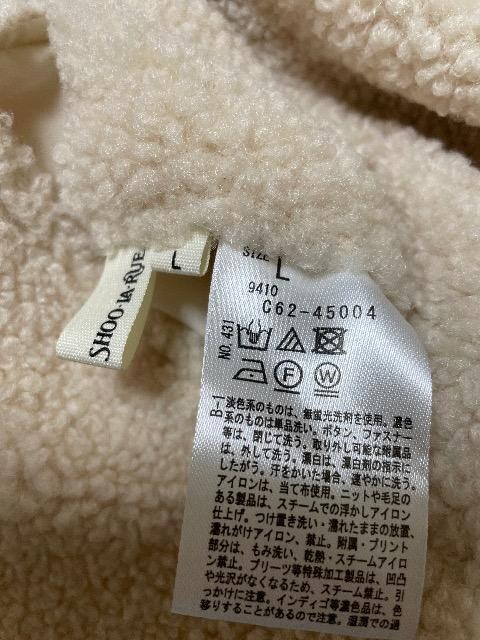 SHOO·LA·RUE
L
SIZE
L
9410
C62-45004
NO.431
F
W
B-1
淡色系のものは、無蛍光洗剤を使用、濃色
系のものは単品洗い。ボタン、ファスナー
等は、閉じて洗う。取り外し可能な附属品
は、外して洗う。漂白は、漂白剤の指示に
したがう。汗をかいた場合、速やかに洗う。
アイロンは、当て布使用。ニットや毛足の
ある製品は、スチームでの浮かしアイロン
仕上げ。つけ置き洗い・濡れたままの放置、
濡れがけアイロン、禁止。附属・プリント
部分は、もみ洗い、乾熱・スチームアイロ
ン禁止。プリーツ等特殊加工製品は、凹凸
や光沢がなくなるため、スチーム禁止。引
っかきに注意。インディゴ等濃色品は、色
移りすることがあるので注意。湿潤での過